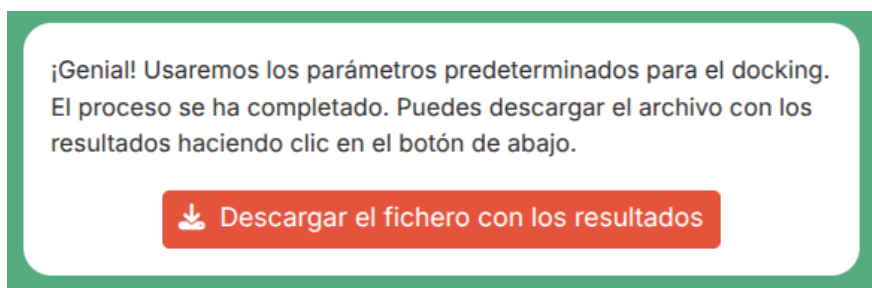 ¡Genial! Usaremos los parámetros predeterminados para el docking.
El proceso se ha completado. Puedes descargar el archivo con los
resultados haciendo clic en el botón de abajo.
Descargar el fichero con los resultados